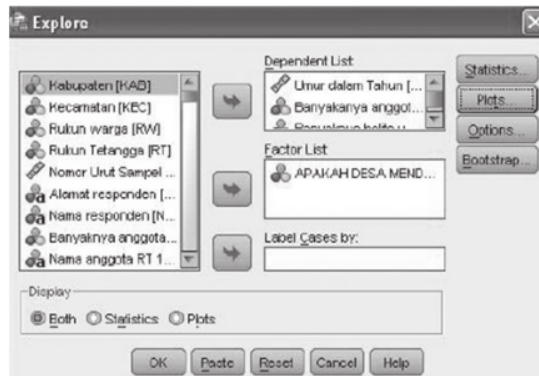 Explore
Kabupaten [KAB]
Kecamatan [KEC]
Rukun warga [RW]
Rukun Tetangga [RT]
Nomor Urut Sampel ...
Alamat responden [...
Nama responden [N...
Banyaknya anggota...
Nama anggota RT 1...
Dependent List:
Umur dalam Tahun [...
Banyakanya anggot...
Factor List:
APAKAH DESA MEND...
Label Cases by:
Statistics...
Plots...
Options...
Bootstrap...
Display
Both Statistics Plots
OK Paste Reset Cancel Help